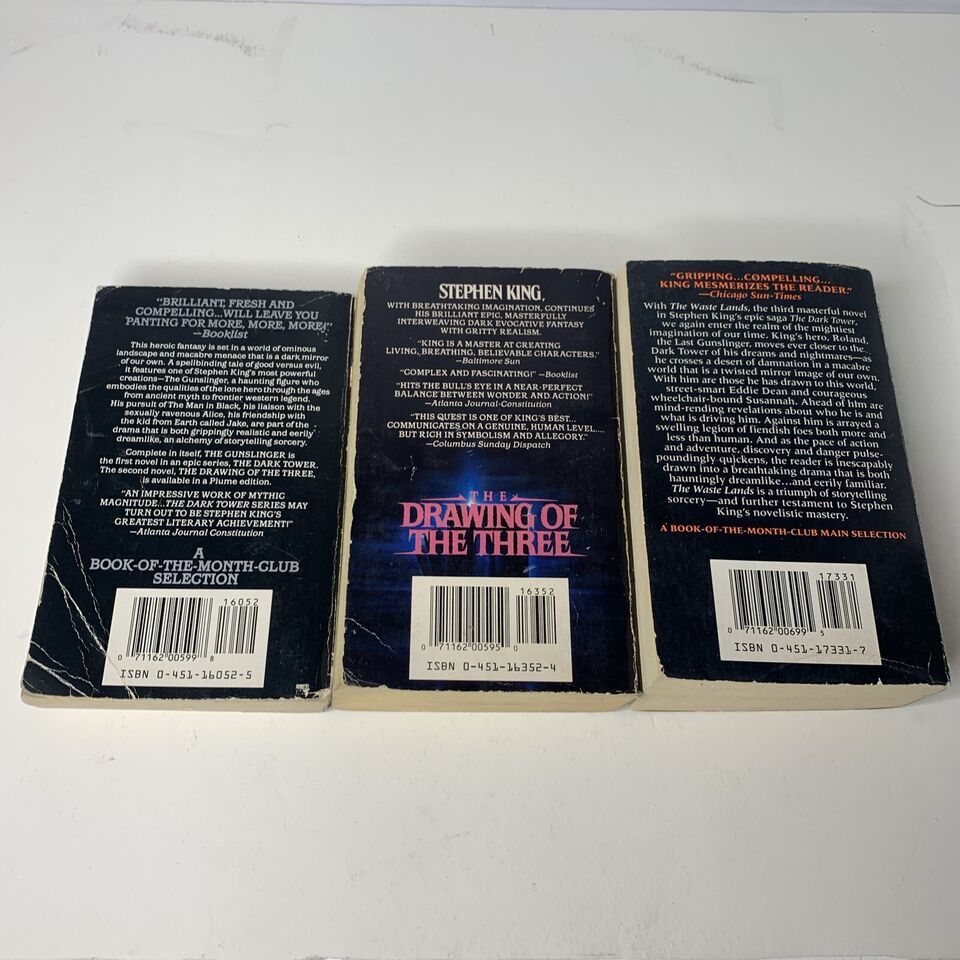 "BRILLIANT, FRESH AND
COMPELLING...WILL LEAVE YOU
PANTING FOR MORE, MORE, MORE!"
—Booklist
This heroic fantasy is set in a world of ominous
landscape and macabre menace that is a dark mirror
of our own. A spellbinding tale of good versus evil,
it features one of Stephen King's most powerful
creations—The Gunslinger, a haunting figure who
embodies the qualities of the lone hero through the ages
from ancient myth to frontier western legend.
His pursuit of The Man in Black, his liaison with the
sexually ravenous Alice, his friendship with
the kid from Earth called Jake, are part of the
drama that is both grippingly realistic and eerily
dreamlike, an alchemy of storytelling sorcery.
Complete in itself, THE GUNSLINGER is
the first novel in an epic series, THE DARK TOWER.
The second novel, THE DRAWING OF THE THREE,
is available in a Plume edition.
"AN IMPRESSIVE WORK OF MYTHIC
MAGNITUDE...THE DARK TOWER SERIES MAY
TURN OUT TO BE STEPHEN KING'S
GREATEST LITERARY ACHIEVEMENT!"
—Atlanta Journal Constitution
A
BOOK-OF-THE-MONTH-CLUB
SELECTION
16052
0 71162 00599 8
ISBN 0-451-16052-5
STEPHEN KING,
WITH BREATHTAKING IMAGINATION, CONTINUES
HIS BRILLIANT EPIC, MASTERFULLY
INTERWEAVING DARK EVOCATIVE FANTASY
WITH GRITTY REALISM.
"KING IS A MASTER AT CREATING
LIVING, BREATHING, BELIEVABLE CHARACTERS."
—Baltimore Sun
"COMPLEX AND FASCINATING!" —Booklist
"HITS THE BULL'S EYE IN A NEAR-PERFECT
BALANCE BETWEEN WONDER AND ACTION!"
—Atlanta Journal-Constitution
"THIS QUEST IS ONE OF KING'S BEST...
COMMUNICATES ON A GENUINE, HUMAN LEVEL....
BUT RICH IN SYMBOLISM AND ALLEGORY."
—Columbus Sunday Dispatch
THE
DRAWING OF
THE THREE
16352
0 71162 00595 0
ISBN 0-451-16352-4
"GRIPPING...COMPELLING...
KING MESMERIZES THE READER."
—Chicago Sun-Times
With The Waste Lands, the third masterful novel
in Stephen King's epic saga The Dark Tower,
we again enter the realm of the mightiest
imagination of our time. King's hero, Roland,
the Last Gunslinger, moves ever closer to the
Dark Tower of his dreams and nightmares—as
he crosses a desert of damnation in a macabre
world that is a twisted mirror image of our own.
With him are those he has drawn to this world,
street-smart Eddie Dean and courageous
wheelchair-bound Susannah. Ahead of him are
mind-rending revelations about who he is and
what is driving him. Against him is arrayed a
swelling legion of fiendish foes both more and
less than human. And as the pace of action
and adventure, discovery and danger pulse-
poundingly quickens, the reader is inescapably
drawn into a breathtaking drama that is both
hauntingly dreamlike...and eerily familiar.
The Waste Lands is a triumph of storytelling
sorcery—and further testament to Stephen
King's novelistic mastery.
A BOOK-OF-THE-MONTH-CLUB MAIN SELECTION
17331
0 71162 00699 5
ISBN 0-451-17331-7